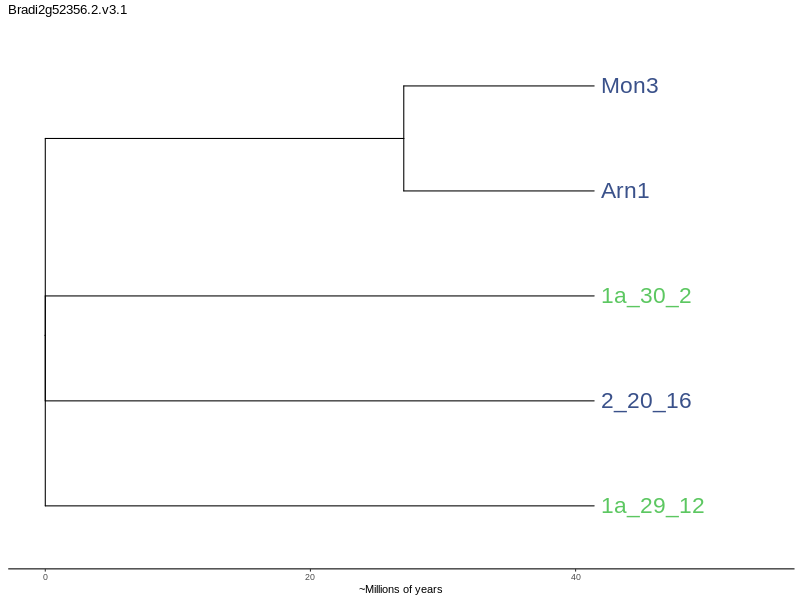 Bradi2g52356.2.v3.1
Mon3
Arn1
1a_30_2
2_20_16
1a_29_12
0 20 40
~Millions of years